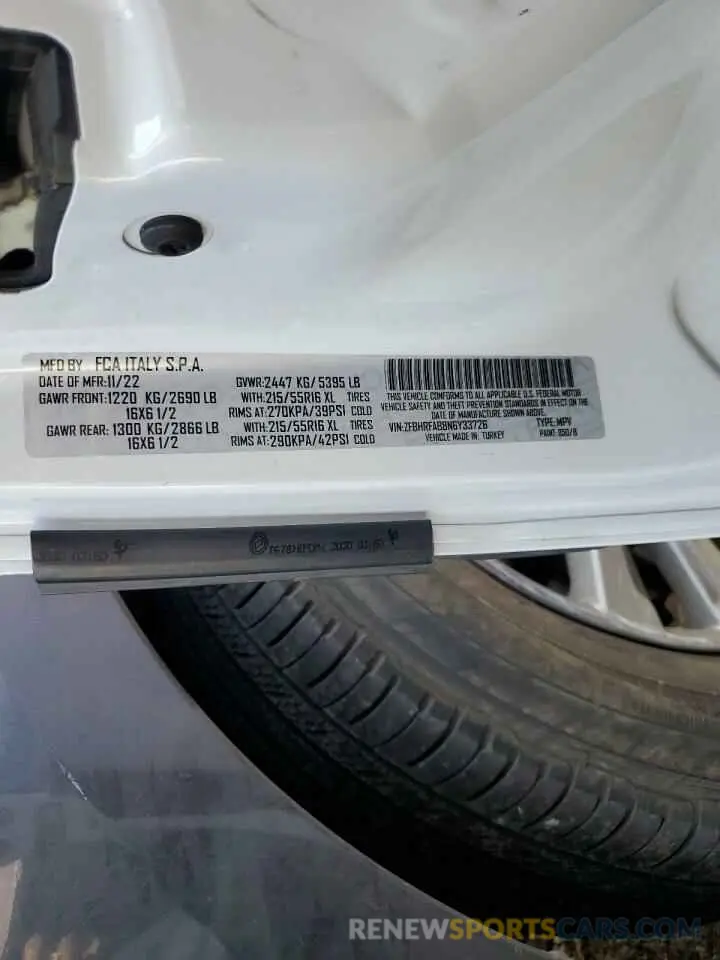 MFD BY FCA ITALY S.P.A.
DATE OF MFR:11/22 GVWR:2447 KG/5395 LB
GAWR FRONT:1220 KG/2690 LB WITH:215/55R16 XL TIRES
16X6 1/2 RIMS AT:270KPA/39PSI COLD
GAWR REAR:1300 KG/2866 LB WITH:215/55R16 XL TIRES
16X6 1/2 RIMS AT:290KPA/42PSI COLD
THIS VEHICLE CONFORMS TO ALL APPLICABLE U.S. FEDERAL MOTOR
VEHICLE SAFETY AND THEFT PREVENTION STANDARDS IN EFFECT ON THE
DATE OF MANUFACTURE SHOWN ABOVE.
VIN:ZFBHRFAB8N6Y33726 TYPE: MPV
VEHICLE MADE IN: TURKEY PAINT: 050/B
RENEWSPORTSCARS.COM